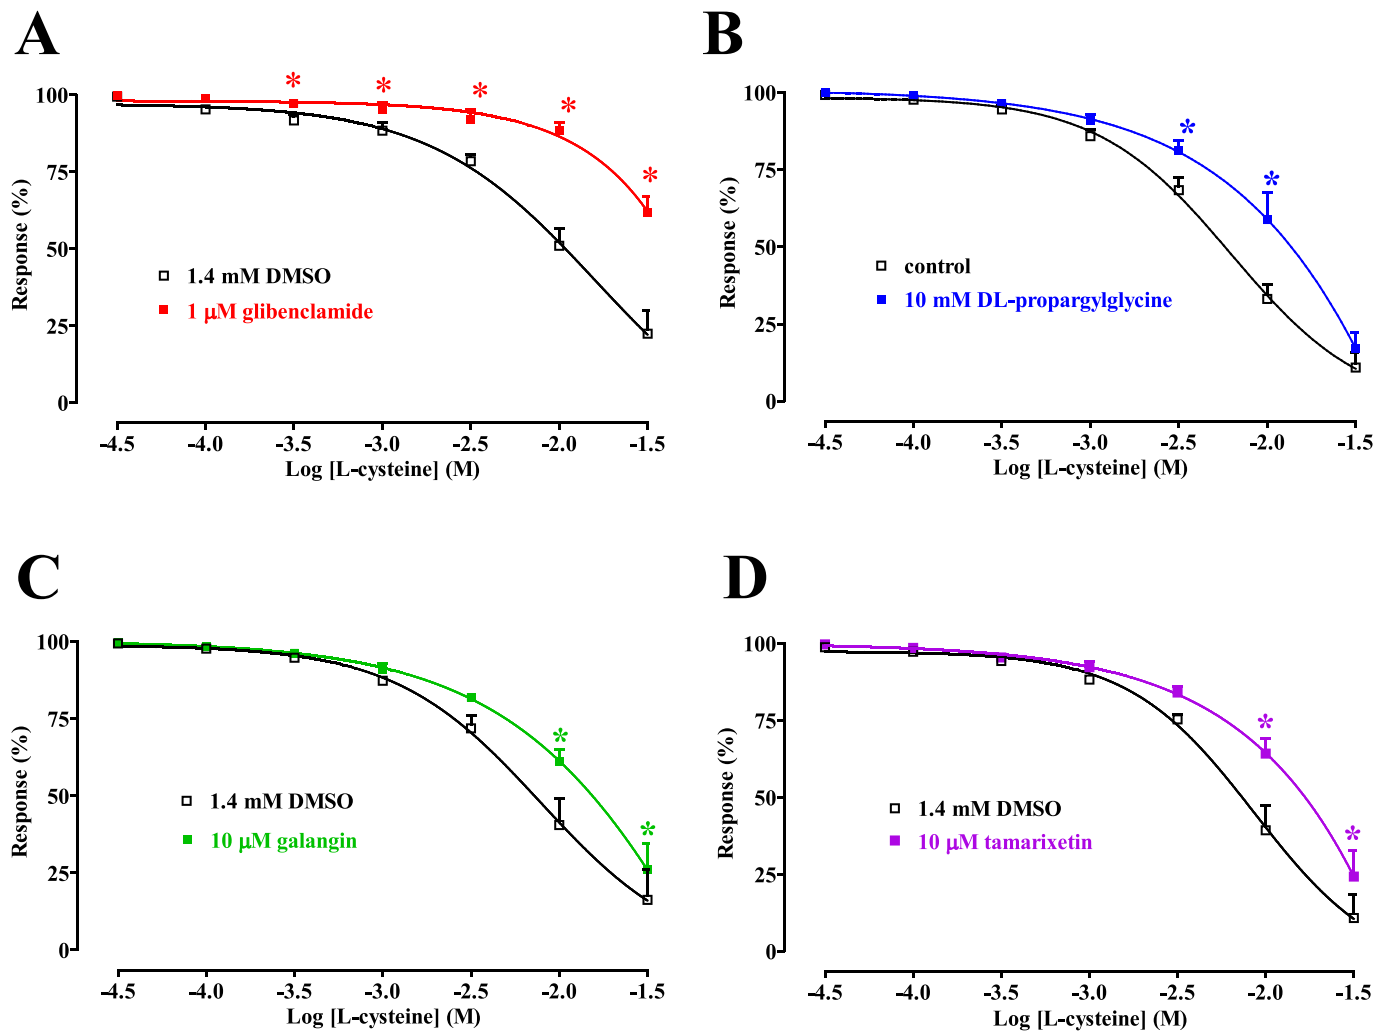 A
Response (%)
100
75
50
25
0
* * * * *
1.4 mM DMSO
1 μM glibenclamide
-4.5 -4.0 -3.5 -3.0 -2.5 -2.0 -1.5
Log [L-cysteine] (M)
B
Response (%)
100
75
50
25
0
* *
control
10 mM DL-propargylglycine
-4.5 -4.0 -3.5 -3.0 -2.5 -2.0 -1.5
Log [L-cysteine] (M)
C
Response (%)
100
75
50
25
0
* *
1.4 mM DMSO
10 μM galangin
-4.5 -4.0 -3.5 -3.0 -2.5 -2.0 -1.5
Log [L-cysteine] (M)
D
Response (%)
100
75
50
25
0
* *
1.4 mM DMSO
10 μM tamarixetin
-4.5 -4.0 -3.5 -3.0 -2.5 -2.0 -1.5
Log [L-cysteine] (M)